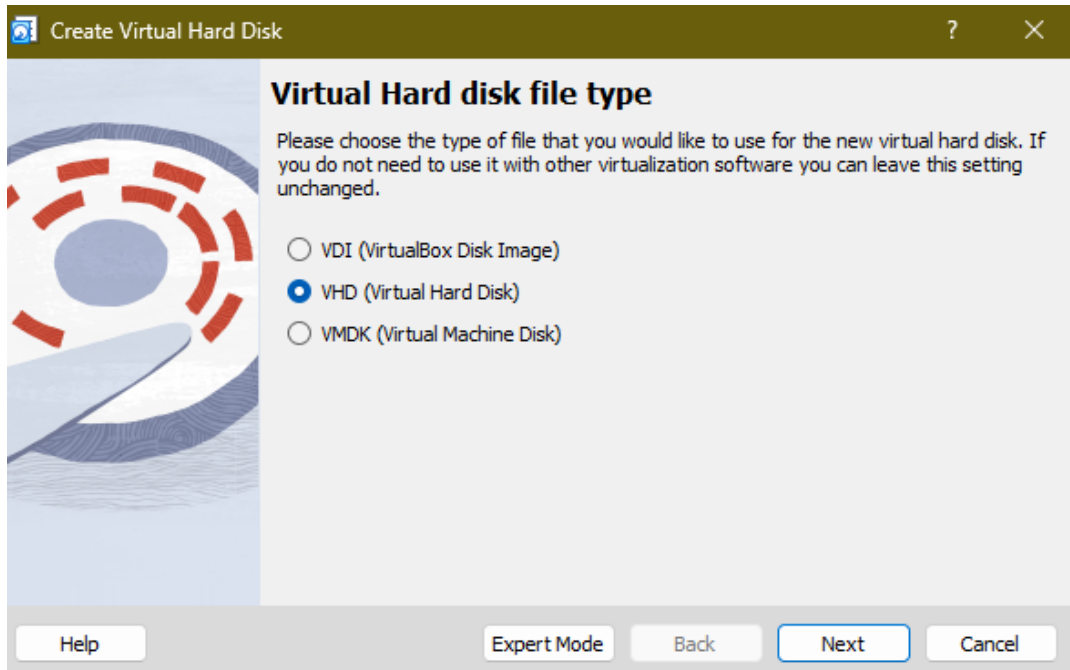 Create Virtual Hard Disk
?
Virtual Hard disk file type
Please choose the type of file that you would like to use for the new virtual hard disk. If
you do not need to use it with other virtualization software you can leave this setting
unchanged.
VDI (VirtualBox Disk Image)
VHD (Virtual Hard Disk)
VMDK (Virtual Machine Disk)
Help Expert Mode Back Next Cancel